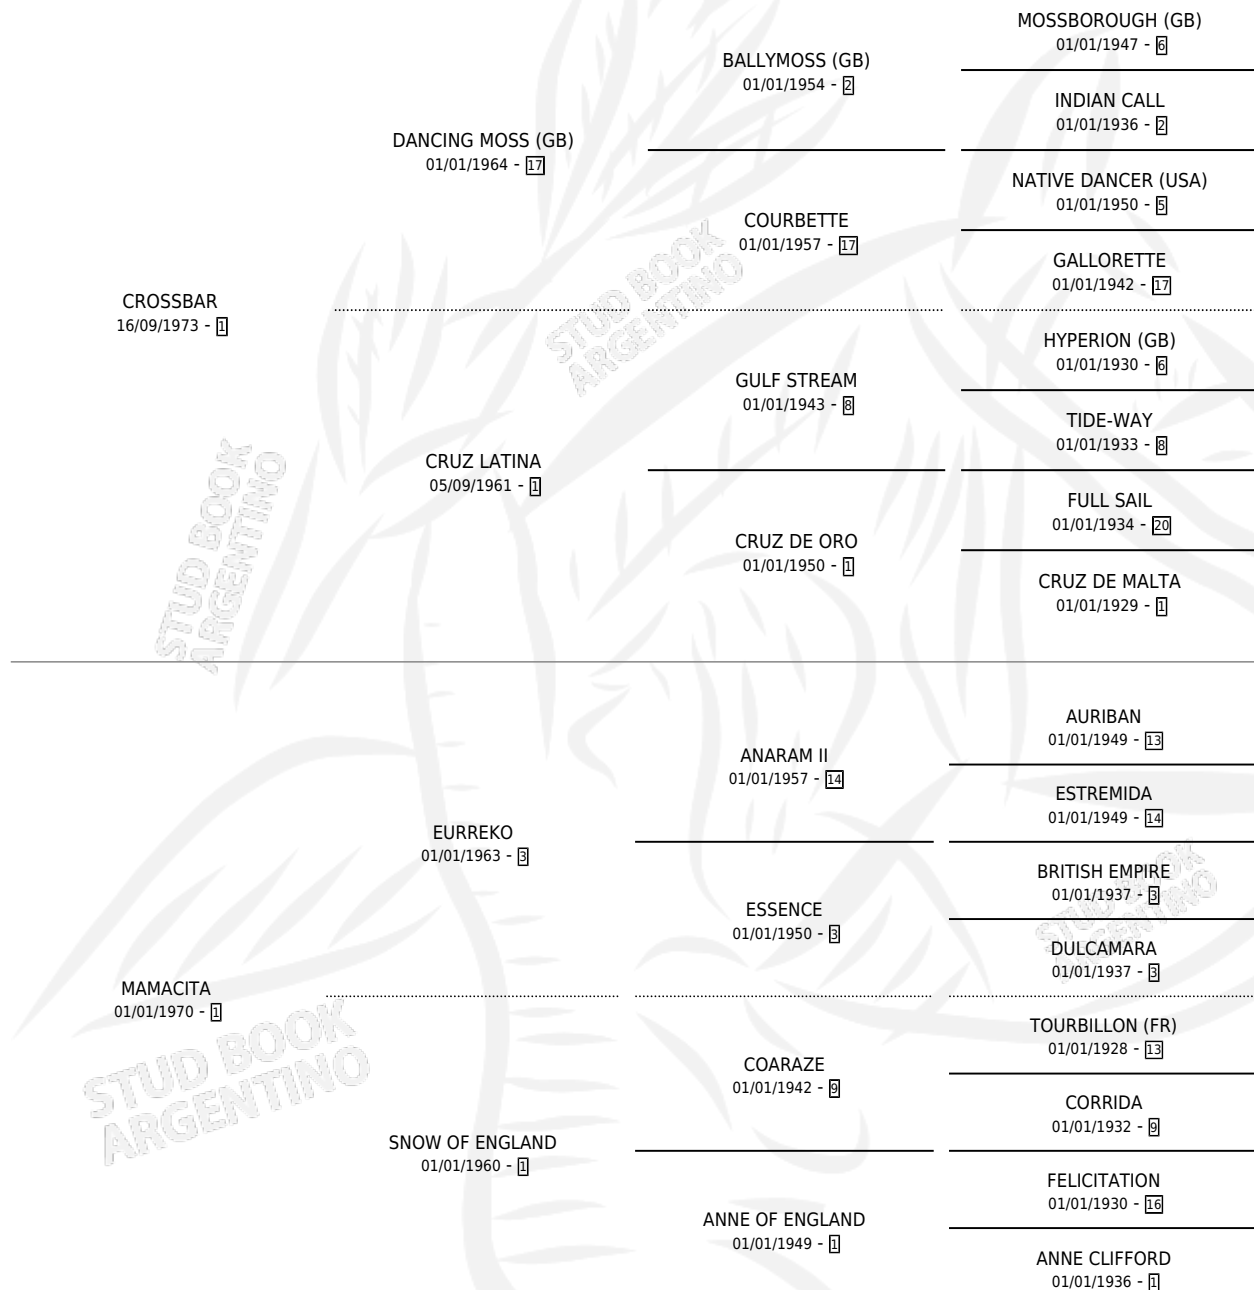 MOSSBOROUGH (GB)
01/01/1947 - 6
BALLYMOSS (GB)
01/01/1954 - 2
INDIAN CALL
01/01/1936 - 2
DANCING MOSS (GB)
01/01/1964 - 17
NATIVE DANCER (USA)
01/01/1950 - 5
COURBETTE
01/01/1957 - 17
GALLORETTE
01/01/1942 - 17
CROSSBAR
16/09/1973 - 1
HYPERION (GB)
01/01/1930 - 6
GULF STREAM
01/01/1943 - 8
TIDE-WAY
01/01/1933 - 8
CRUZ LATINA
05/09/1961 - 1
FULL SAIL
01/01/1934 - 20
CRUZ DE ORO
01/01/1950 - 1
CRUZ DE MALTA
01/01/1929 - 1
AURIBAN
01/01/1949 - 13
ANARAM II
01/01/1957 - 14
ESTREMIDA
01/01/1949 - 14
EURREKO
01/01/1963 - 3
BRITISH EMPIRE
01/01/1937 - 3
ESSENCE
01/01/1950 - 3
DULCAMARA
01/01/1937 - 3
MAMACITA
01/01/1970 - 1
TOURBILLON (FR)
01/01/1928 - 13
COARAZE
01/01/1942 - 9
CORRIDA
01/01/1932 - 9
SNOW OF ENGLAND
01/01/1960 - 1
FELICITATION
01/01/1930 - 16
ANNE OF ENGLAND
01/01/1949 - 1
ANNE CLIFFORD
01/01/1936 - 1
STUD BOOK
ARGENTINO
STUD BOOK
ARGENTINO
STUD BOOK
ARGENTINO
STUD BOOK
ARGENTINO